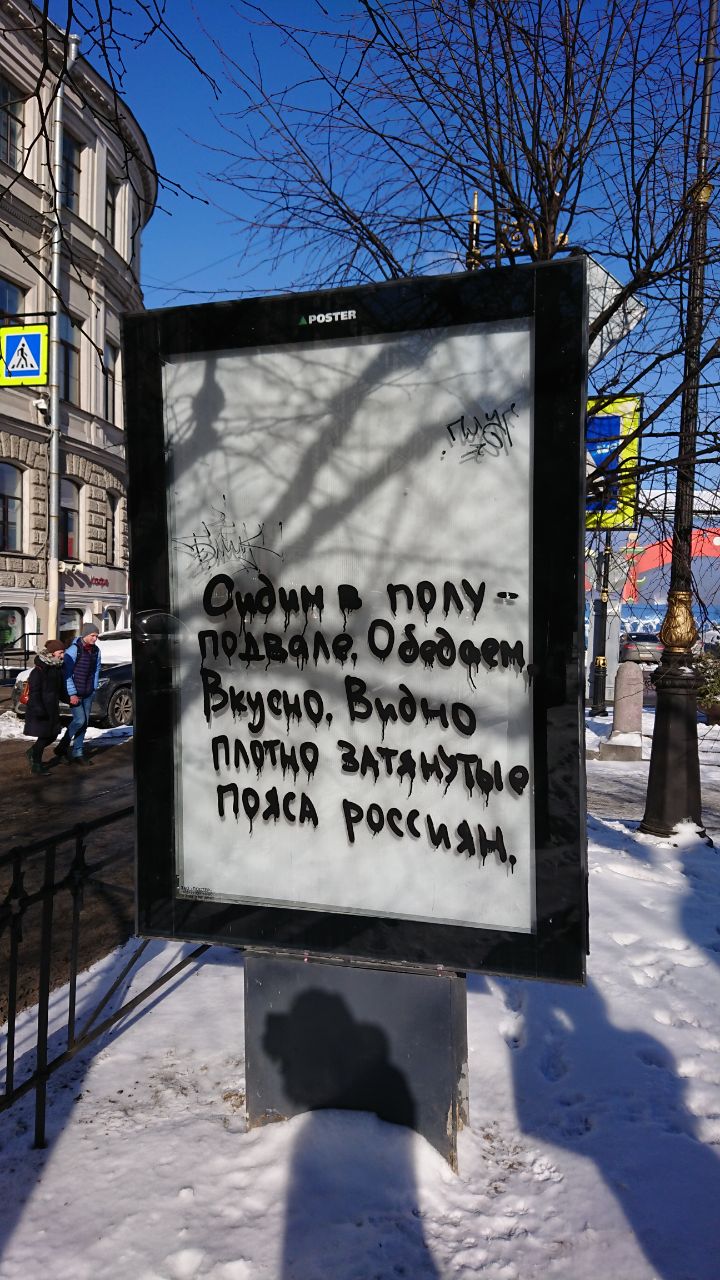 POSTER
Сидим в полу-
подвале. Обедаем.
Вкусно. Видно
плотно затянутые
пояса россиян.